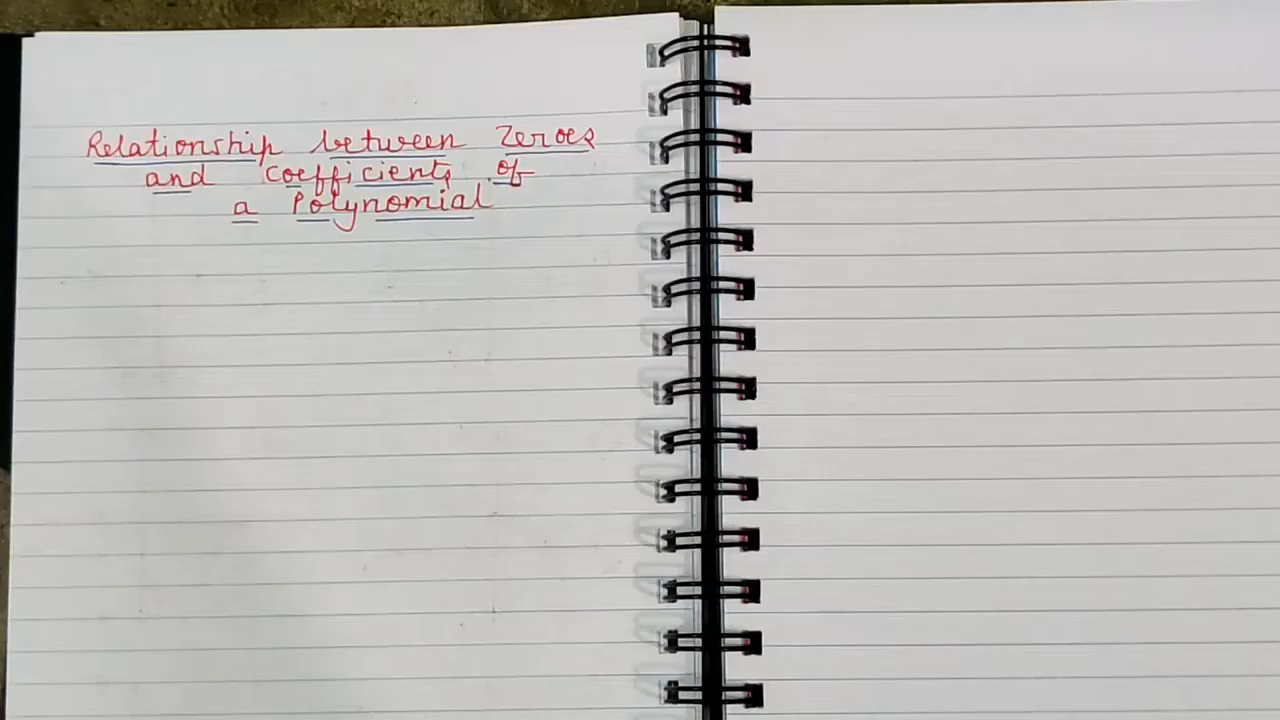 Relationship between Zeroes
and coefficients of
a Polynomial